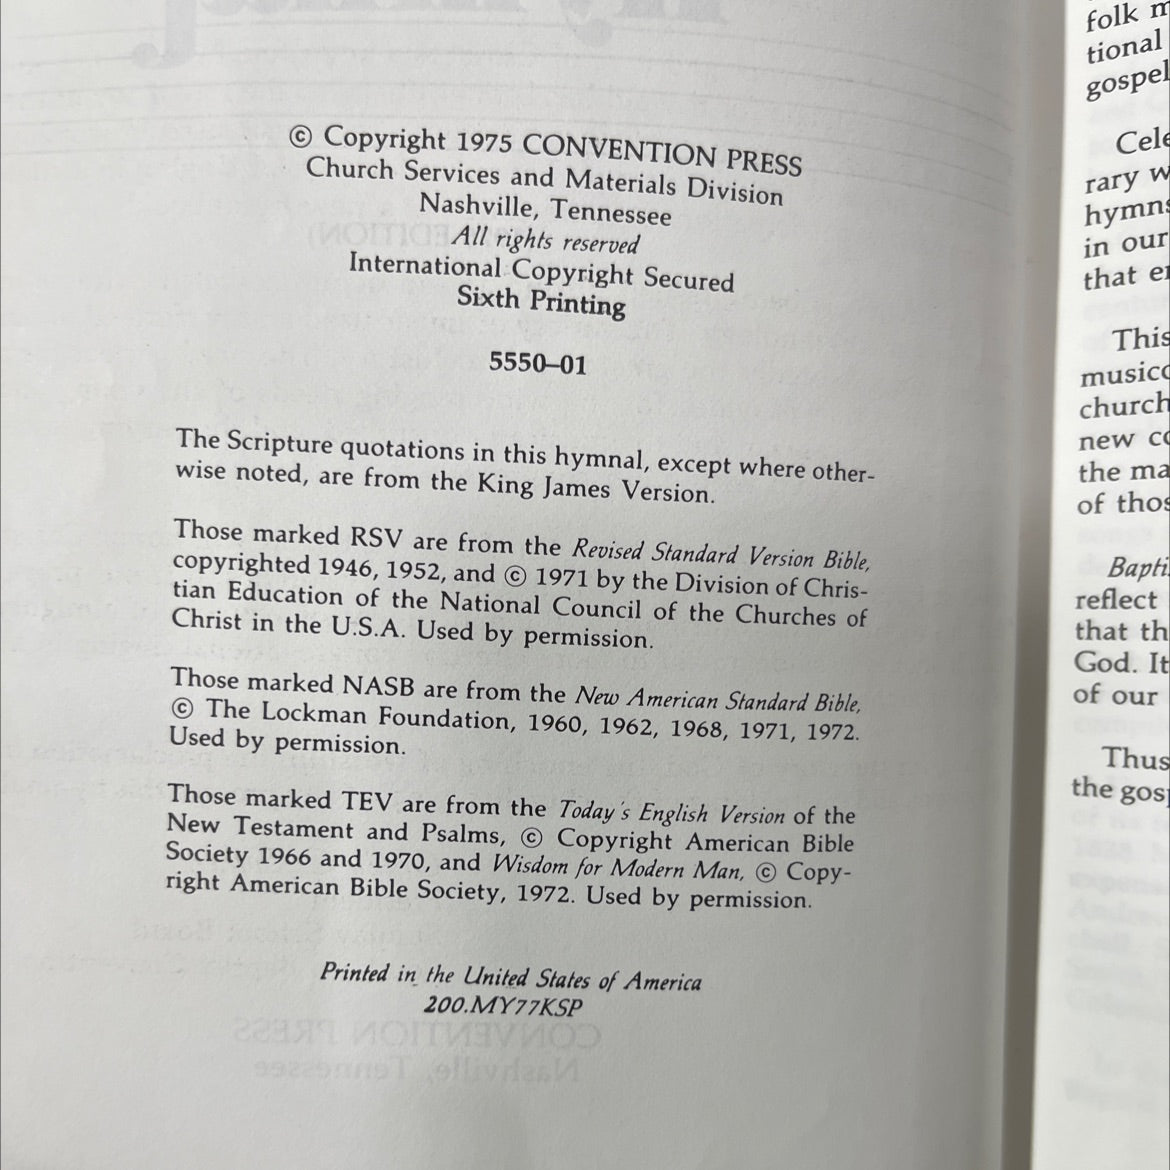 © Copyright 1975 CONVENTION PRESS
Church Services and Materials Division
Nashville, Tennessee
All rights reserved
International Copyright Secured
Sixth Printing
5550–01
The Scripture quotations in this hymnal, except where other-
wise noted, are from the King James Version.
Those marked RSV are from the Revised Standard Version Bible,
copyrighted 1946, 1952, and © 1971 by the Division of Chris-
tian Education of the National Council of the Churches of
Christ in the U.S.A. Used by permission.
Those marked NASB are from the New American Standard Bible,
© The Lockman Foundation, 1960, 1962, 1968, 1971, 1972.
Used by permission.
Those marked TEV are from the Today's English Version of the
New Testament and Psalms, © Copyright American Bible
Society 1966 and 1970, and Wisdom for Modern Man, © Copy-
right American Bible Society, 1972. Used by permission.
Printed in the United States of America
200.MY77KSP
folk
tional
gospel
Cele
rary w
hymns
in our
that
This
musico
church
new
the ma
of thos
Bapti
reflect
that th
God. It
of our
Thus
the gosp